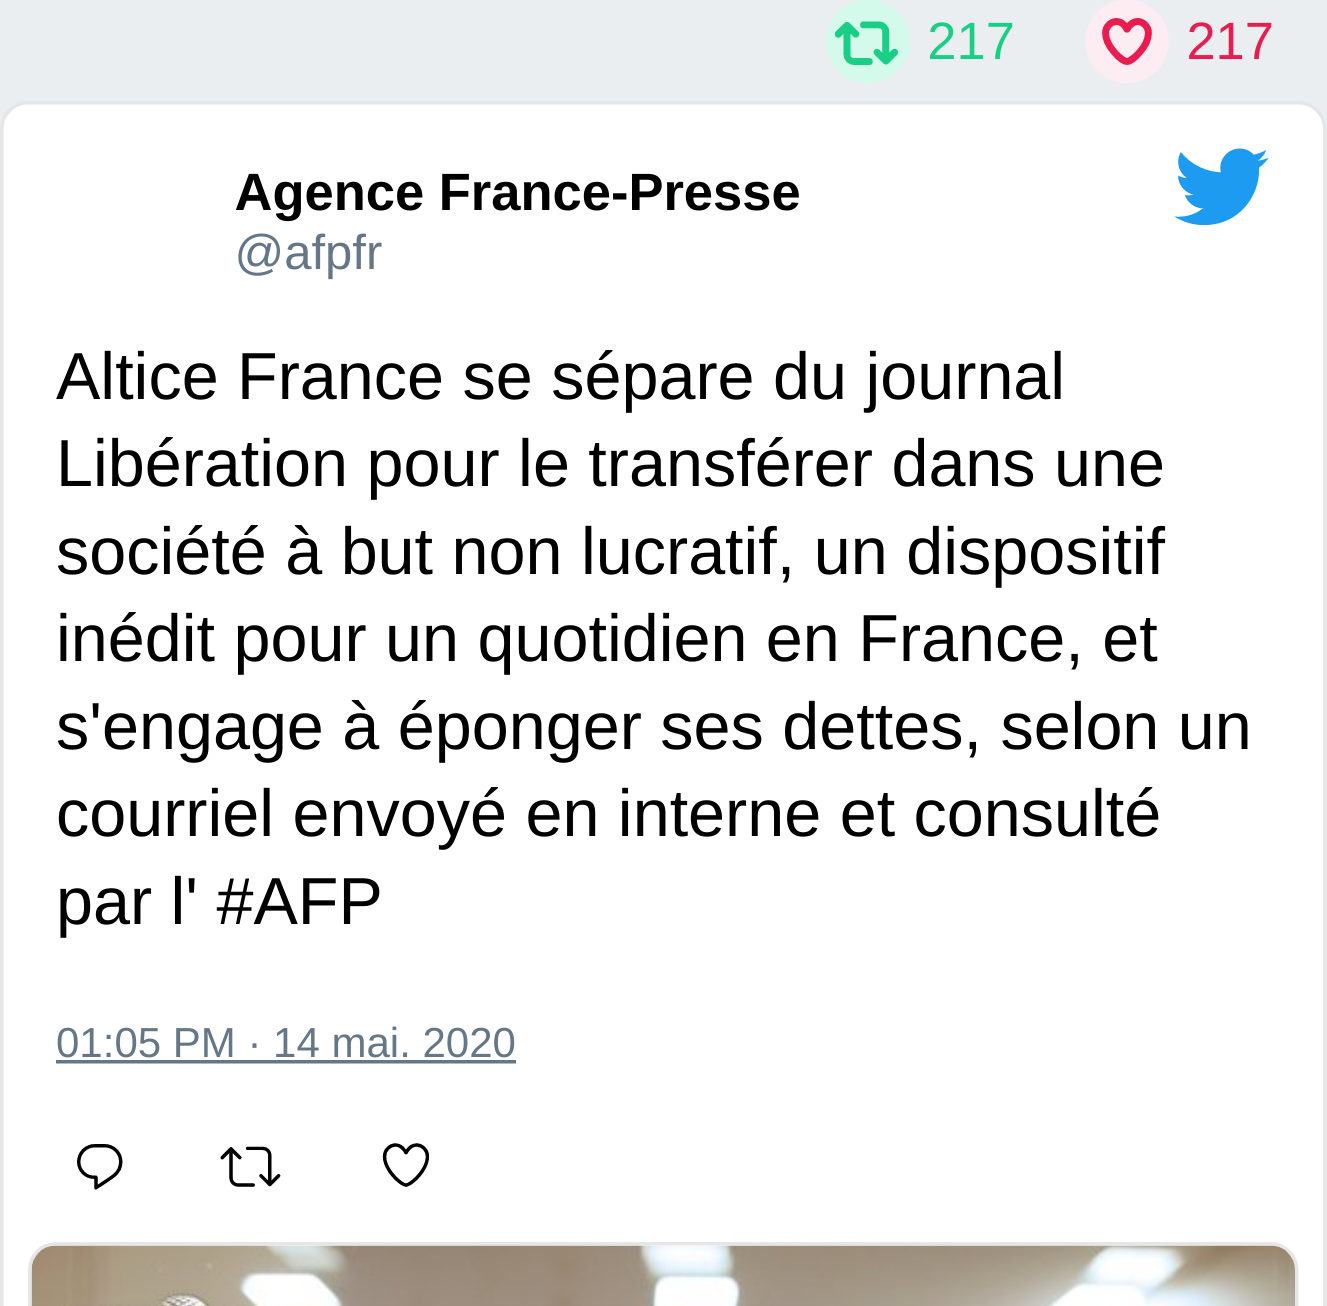 217 217
Agence France-Presse
@afpfr
Altice France se sépare du journal
Libération pour le transférer dans une
société à but non lucratif, un dispositif
inédit pour un quotidien en France, et
s'engage à éponger ses dettes, selon un
courriel envoyé en interne et consulté
par l' #AFP
01:05 PM · 14 mai. 2020